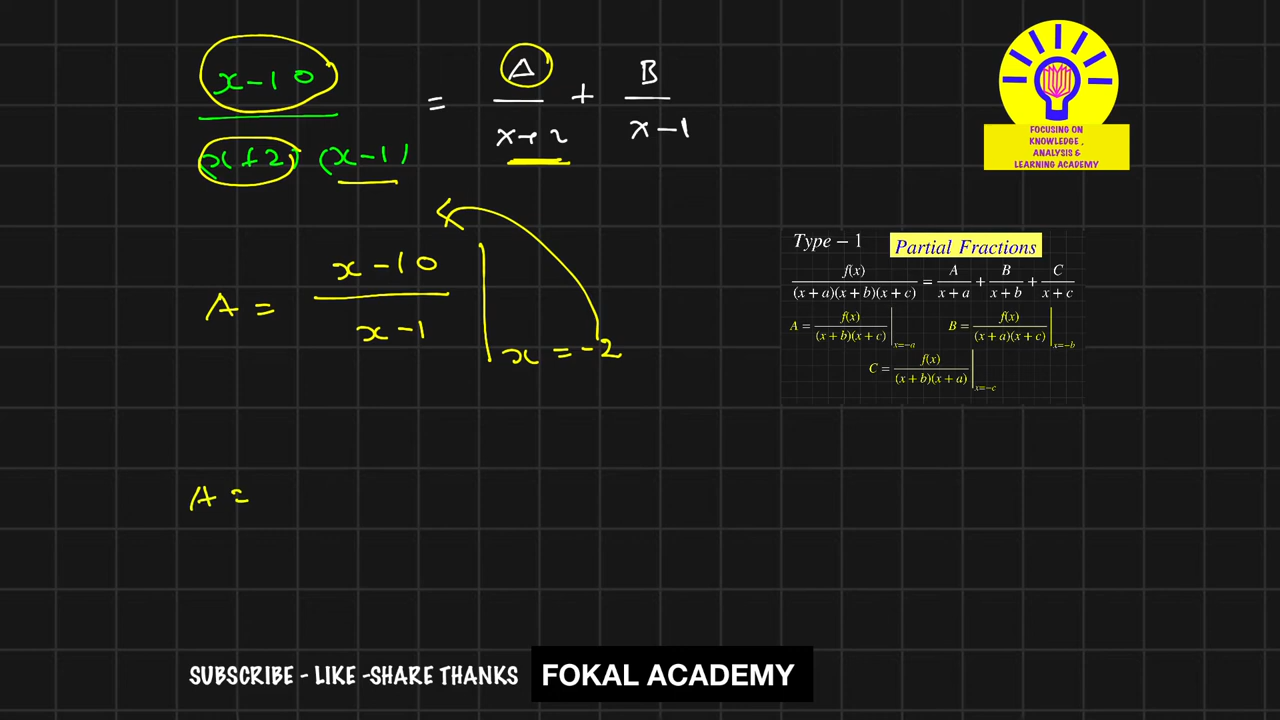 x-10 / (x+2) (x-1) = A / x+2 + B / x-1
A = x-10 / x-1 | x = -2
A =
FOCUSING ON
KNOWLEDGE ,
ANALYSIS &
LEARNING ACADEMY
Type − 1 Partial Fractions
f(x) / (x + a)(x + b)(x + c) = A / x + a + B / x + b + C / x + c
A = f(x) / (x + b)(x + c) | x=−a B = f(x) / (x + a)(x + c) | x=−b
C = f(x) / (x + b)(x + a) | x=−c
SUBSCRIBE - LIKE -SHARE THANKS FOKAL ACADEMY